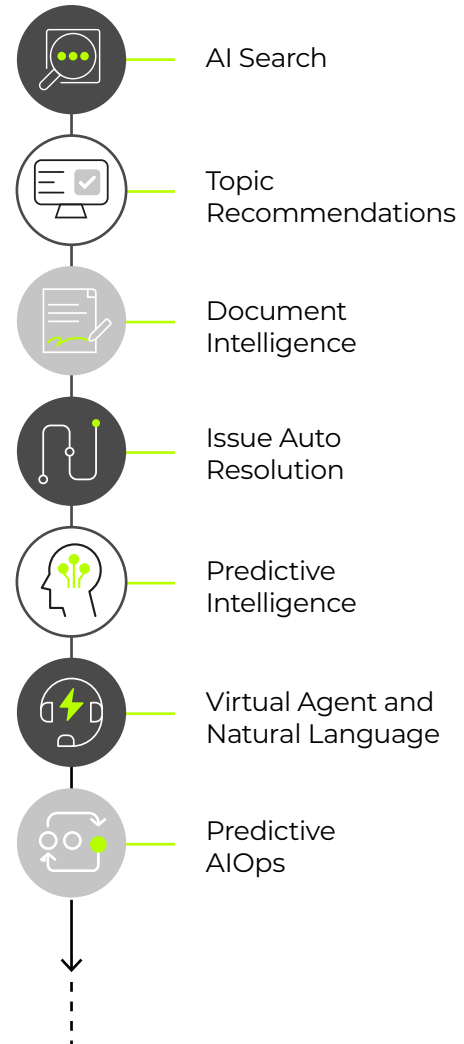 AI Search
Topic
Recommendations
Document
Intelligence
Issue Auto
Resolution
Predictive
Intelligence
Virtual Agent and
Natural Language
Predictive
AIOps